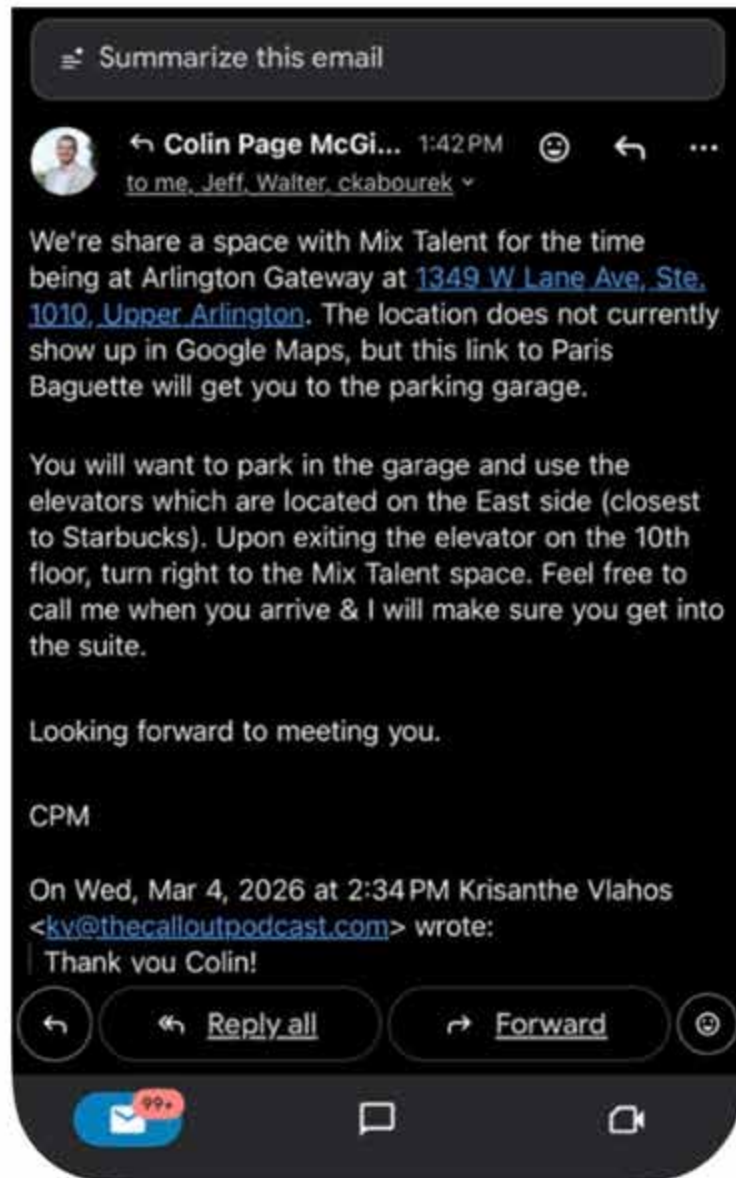 Summarize this email
Colin Page McGi... 1:42 PM
to me, Jeff, Walter, ckabourek
We're share a space with Mix Talent for the time
being at Arlington Gateway at 1349 W Lane Ave, Ste.
1010, Upper Arlington. The location does not currently
show up in Google Maps, but this link to Paris
Baguette will get you to the parking garage.
You will want to park in the garage and use the
elevators which are located on the East side (closest
to Starbucks). Upon exiting the elevator on the 10th
floor, turn right to the Mix Talent space. Feel free to
call me when you arrive & I will make sure you get into
the suite.
Looking forward to meeting you.
CPM
On Wed, Mar 4, 2026 at 2:34 PM Krisanthe Vlahos
<kv@thecalloutpodcast.com> wrote:
Thank you Colin!
Reply all Forward
99+